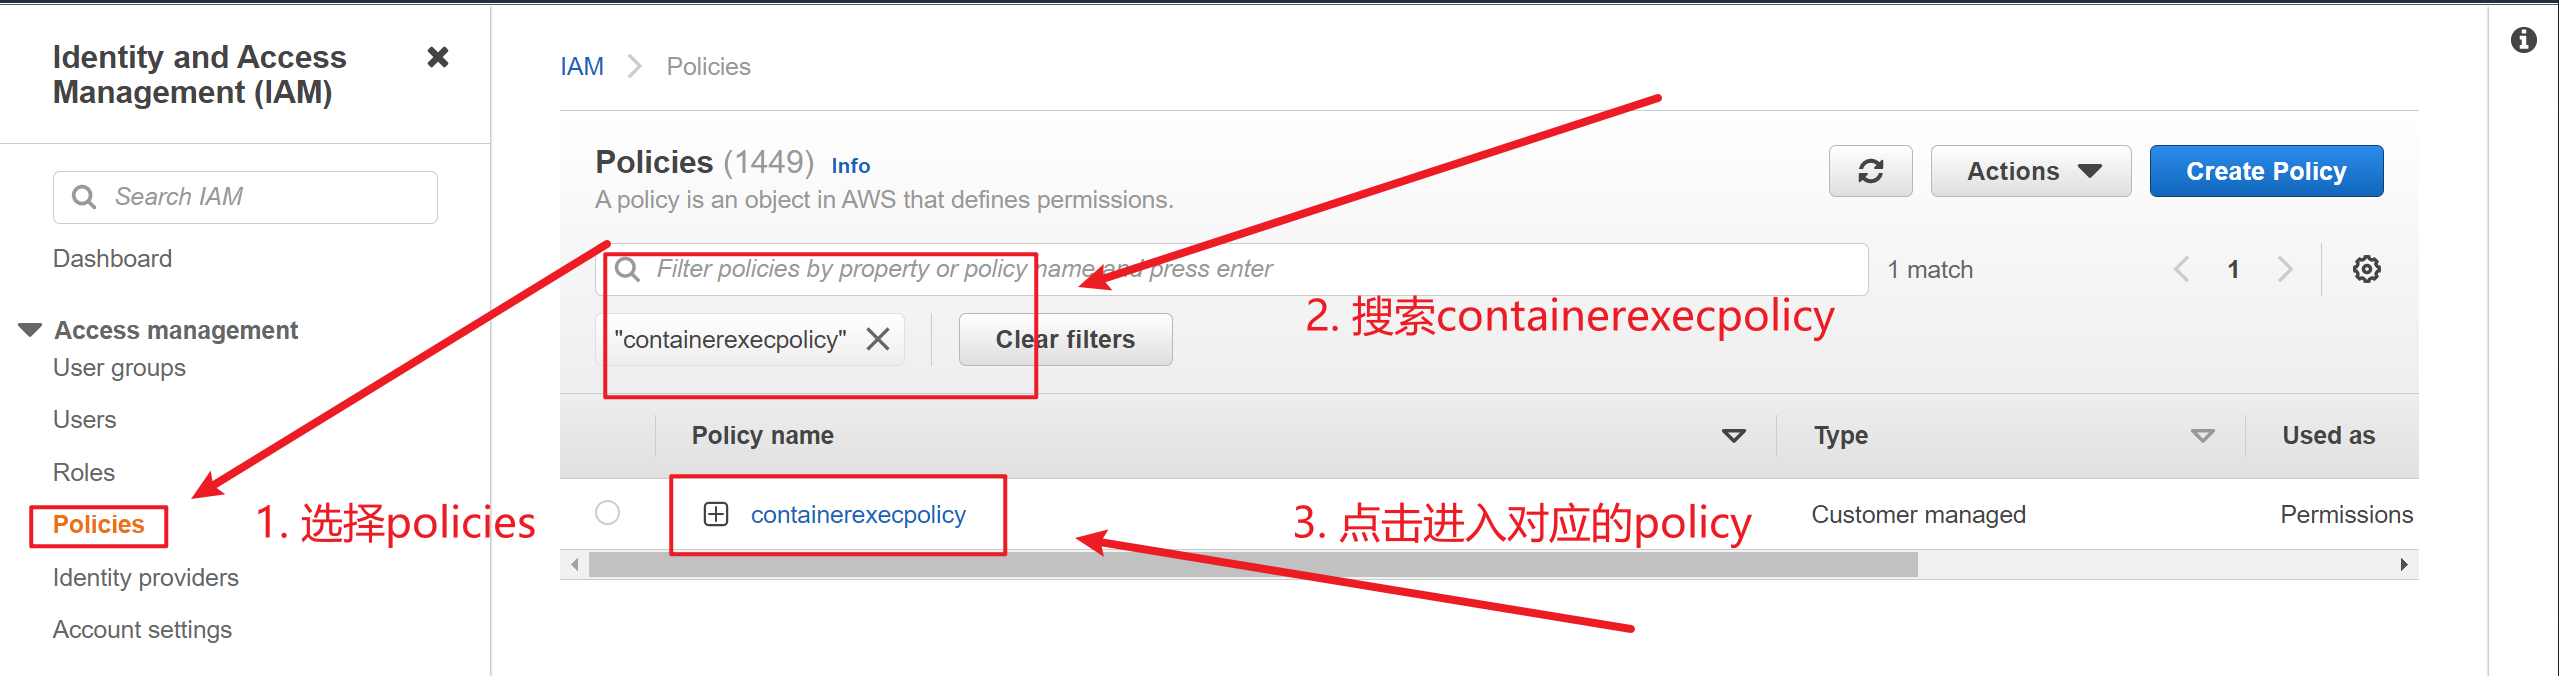 Identity and Access
Management (IAM)
Search IAM
Dashboard
Access management
User groups
Users
Roles
Policies
Identity providers
Account settings
1. 选择policies
IAM
Policies
Policies (1449) Info
A policy is an object in AWS that defines permissions.
Actions
Create Policy
Filter policies by property or policy name and press enter
1 match
1
"containerexecpolicy"
Clear filters
2. 搜索containerexecpolicy
Policy name
Type
Used as
containerexecpolicy
3. 点击进入对应的policy
Customer managed
Permissions